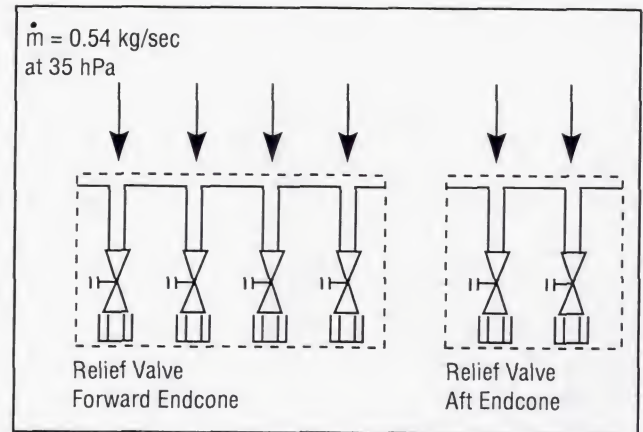 ṁ = 0.54 kg/sec
at 35 hPa
Relief Valve
Forward Endcone
Relief Valve
Aft Endcone